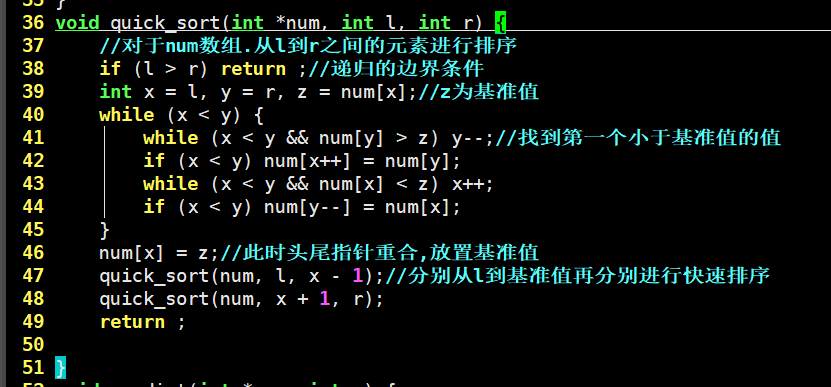 35 }
36 void quick_sort(int *num, int l, int r) {
37     //对于num数组.从l到r之间的元素进行排序
38     if (l > r) return ;//递归的边界条件
39     int x = l, y = r, z = num[x];//z为基准值
40     while (x < y) {
41         while (x < y && num[y] > z) y--;//找到第一个小于基准值的值
42         if (x < y) num[x++] = num[y];
43         while (x < y && num[x] < z) x++;
44         if (x < y) num[y--] = num[x];
45     }
46     num[x] = z;//此时头尾指针重合,放置基准值
47     quick_sort(num, l, x - 1);//分别从l到基准值再分别进行快速排序
48     quick_sort(num, x + 1, r);
49     return ;
50
51 }